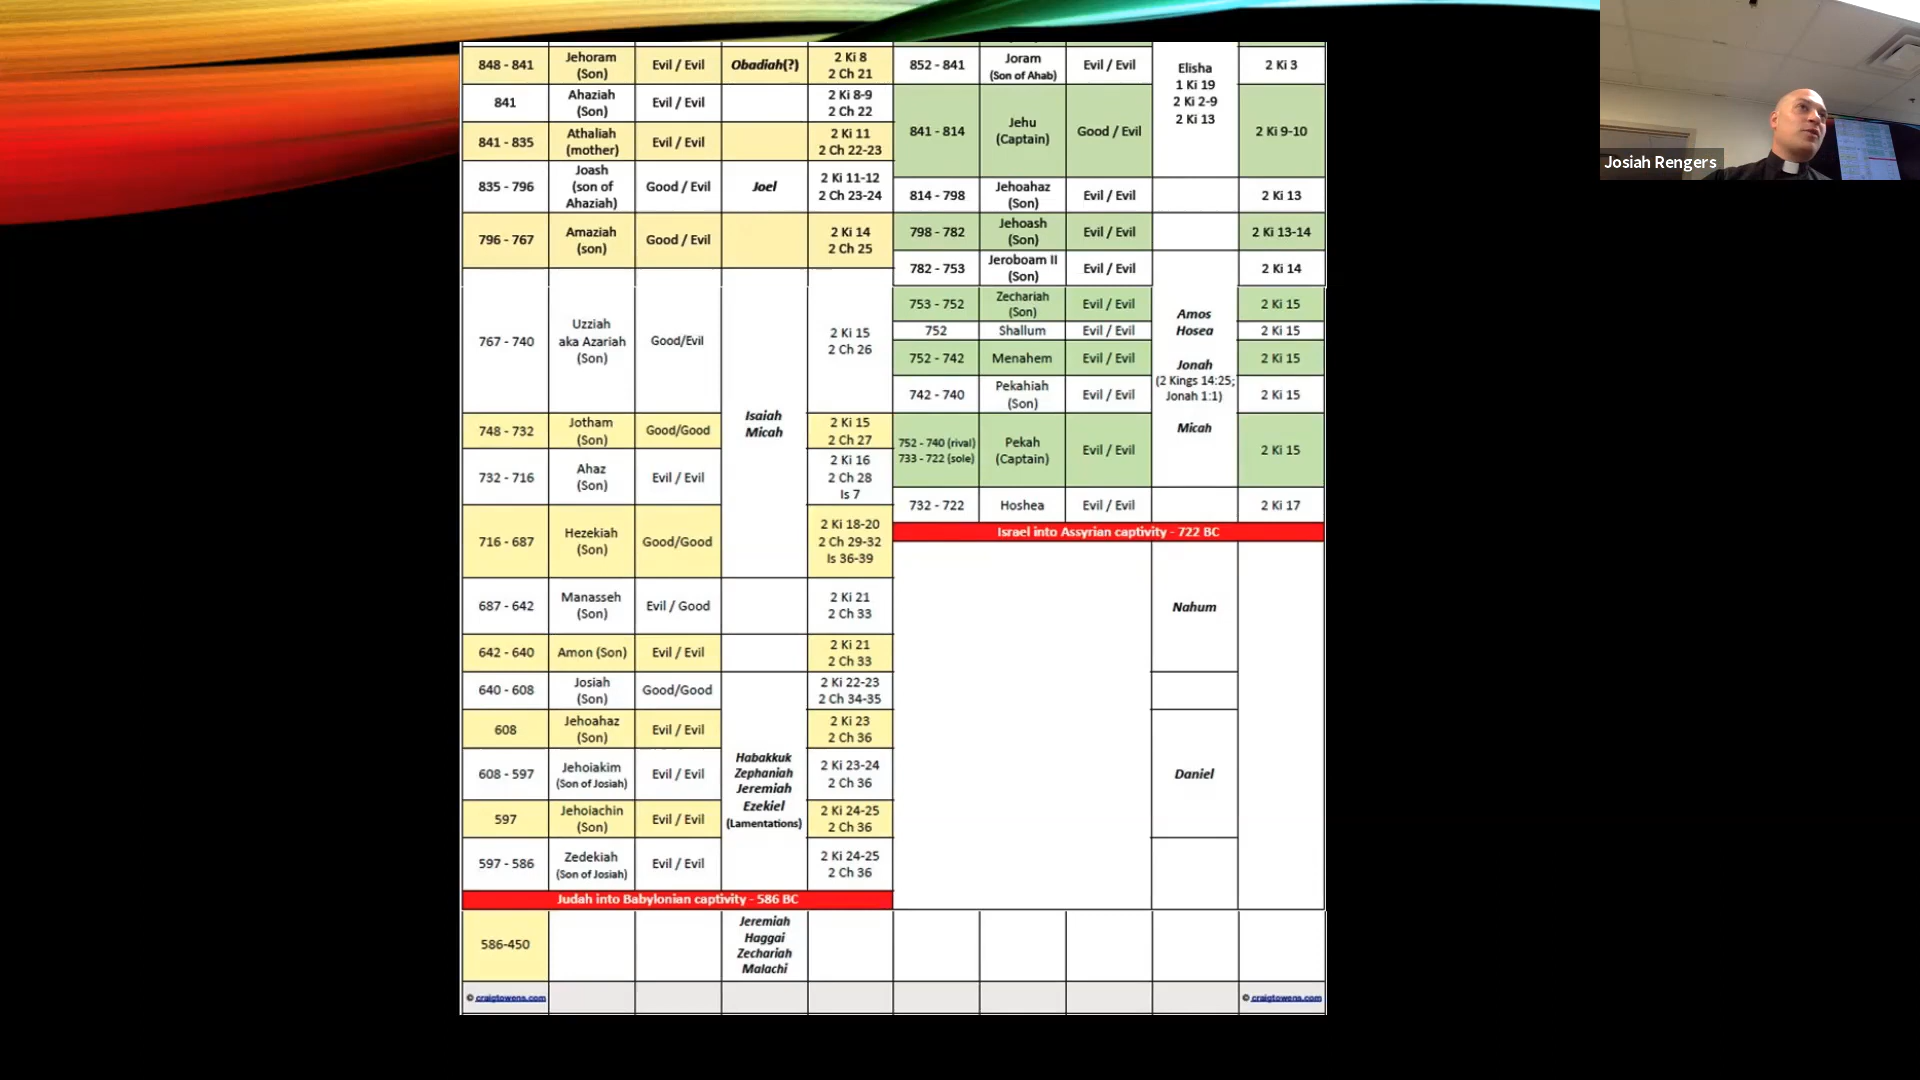 848 - 841
Jehoram
(Son)
Evil / Evil
Obadiah(?)
2 Ki 8
2 Ch 21
841
Ahaziah
(Son)
Evil / Evil
2 Ki 8-9
2 Ch 22
841 - 835
Athaliah
(mother)
Evil / Evil
2 Ki 11
2 Ch 22-23
835 - 796
Joash
(son of
Ahaziah)
Good / Evil
Joel
2 Ki 11-12
2 Ch 23-24
796 - 767
Amaziah
(son)
Good / Evil
2 Ki 14
2 Ch 25
767 - 740
Uzziah
aka Azariah
(Son)
Good/Evil
2 Ki 15
2 Ch 26
Isaiah
Micah
748 - 732
Jotham
(Son)
Good/Good
2 Ki 15
2 Ch 27
732 - 716
Ahaz
(Son)
Evil / Evil
2 Ki 16
2 Ch 28
Is 7
716 - 687
Hezekiah
(Son)
Good/Good
2 Ki 18-20
2 Ch 29-32
Is 36-39
687 - 642
Manasseh
(Son)
Evil / Good
2 Ki 21
2 Ch 33
642 - 640
Amon (Son)
Evil / Evil
2 Ki 21
2 Ch 33
640 - 608
Josiah
(Son)
Good/Good
2 Ki 22-23
2 Ch 34-35
608
Jehoahaz
(Son)
Evil / Evil
2 Ki 23
2 Ch 36
608 - 597
Jehoiakim
(Son of Josiah)
Evil / Evil
Habakkuk
Zephaniah
Jeremiah
Ezekiel
(Lamentations)
2 Ki 23-24
2 Ch 36
597
Jehoiachin
(Son)
Evil / Evil
2 Ki 24-25
2 Ch 36
597 - 586
Zedekiah
(Son of Josiah)
Evil / Evil
2 Ki 24-25
2 Ch 36
Judah into Babylonian captivity - 586 BC
586-450
Jeremiah
Haggai
Zechariah
Malachi
© craigtowens.com
852 - 841
Joram
(Son of Ahab)
Evil / Evil
Elisha
1 Ki 19
2 Ki 2-9
2 Ki 13
2 Ki 3
841 - 814
Jehu
(Captain)
Good / Evil
2 Ki 9-10
814 - 798
Jehoahaz
(Son)
Evil / Evil
2 Ki 13
798 - 782
Jehoash
(Son)
Evil / Evil
2 Ki 13-14
782 - 753
Jeroboam II
(Son)
Evil / Evil
2 Ki 14
753 - 752
Zechariah
(Son)
Evil / Evil
2 Ki 15
752
Shallum
Evil / Evil
2 Ki 15
752 - 742
Menahem
Evil / Evil
2 Ki 15
Amos
Hosea
Jonah
(2 Kings 14:25;
Jonah 1:1)
Micah
742 - 740
Pekahiah
(Son)
Evil / Evil
2 Ki 15
752 - 740 (rival)
733 - 722 (sole)
Pekah
(Captain)
Evil / Evil
2 Ki 15
732 - 722
Hoshea
Evil / Evil
2 Ki 17
Israel into Assyrian captivity - 722 BC
Nahum
Daniel
© craigtowens.com
Josiah Rengers